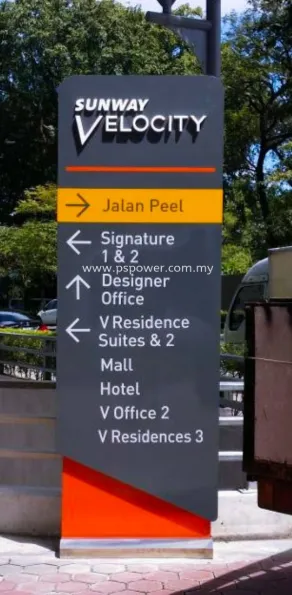 SUNWAY
VELOCITY
→ Jalan Peel
← Signature
1 & 2
www.pspower.com.my
↑ Designer
Office
← V Residence
Suites & 2
Mall
Hotel
V Office 2
V Residences 3